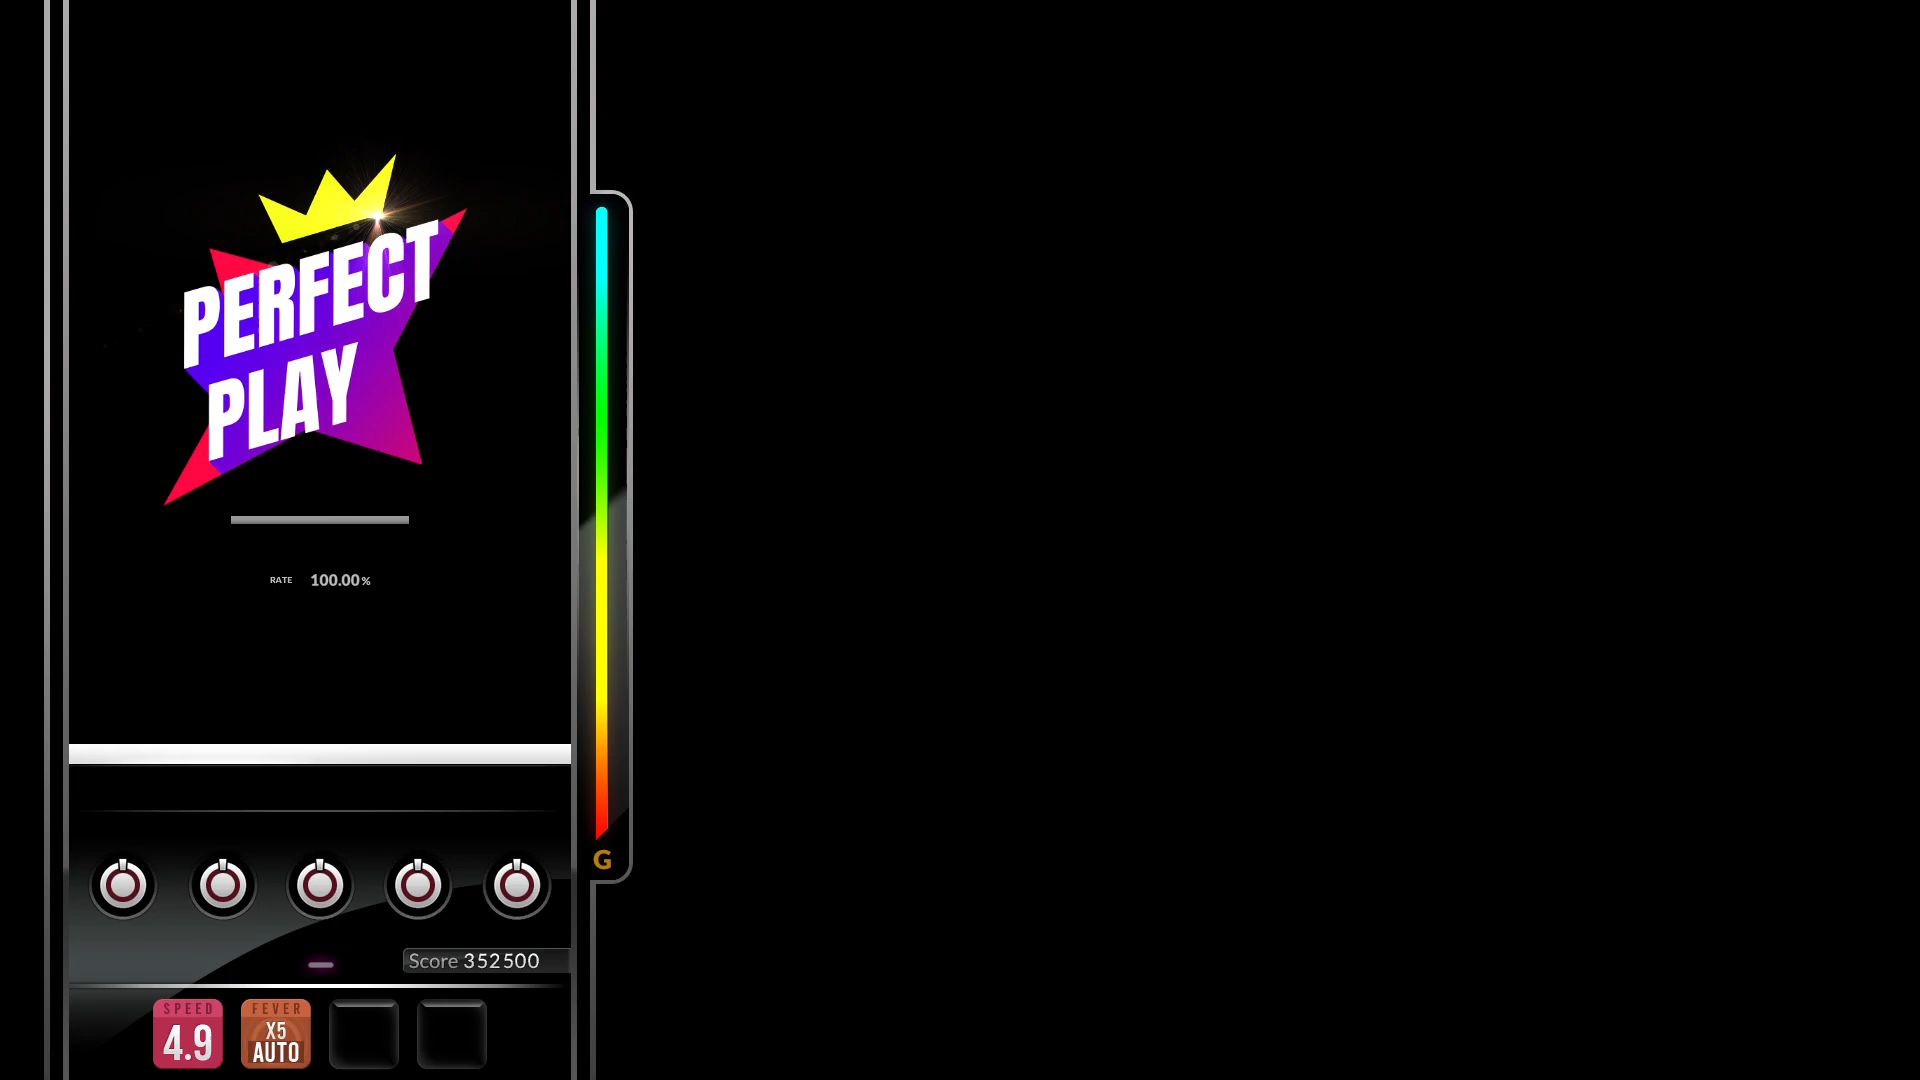 PERFECT
PLAY
RATE 100.00%
G
Score 352500
SPEED
4.9
FEVER
X5
AUTO